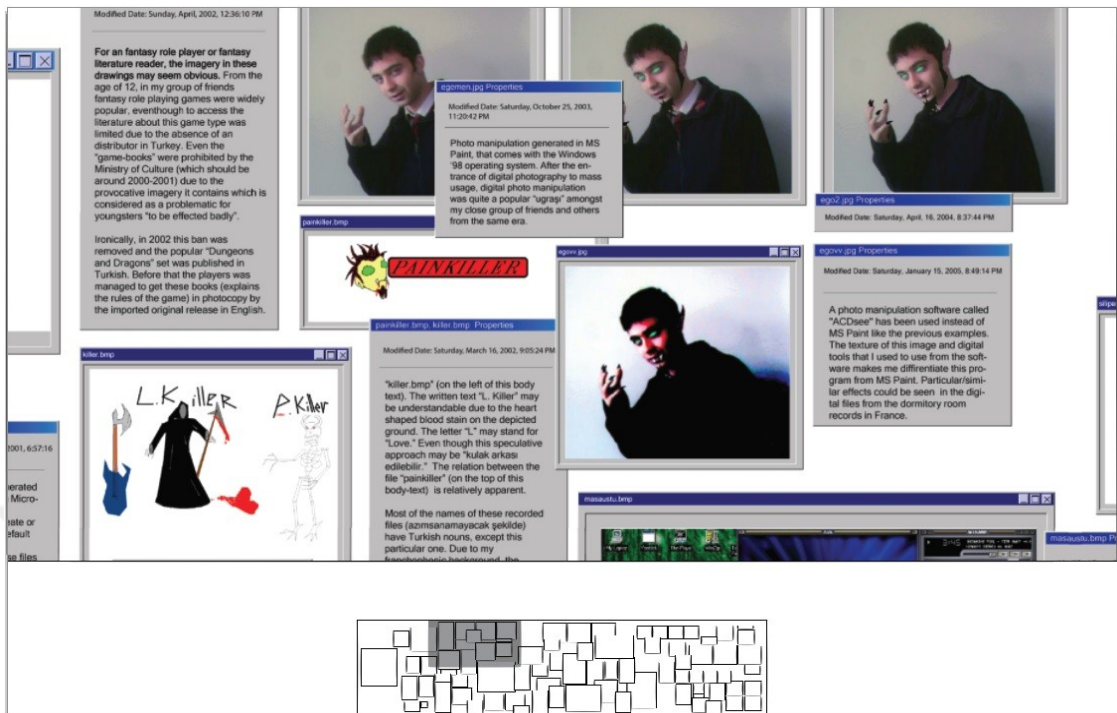 Modified Date: Sunday, April, 2002, 12:36:10 PM
For an fantasy role player or fantasy
literature reader, the imagery in these
drawings may seem obvious. From the
age of 12, in my group of friends
fantasy role playing games were widely
popular, eventhough to access the
literature about this game type was
limited due to the absence of an
distributor in Turkey. Even the
"game-books" were prohibited by the
Ministry of Culture (which should be
around 2000-2001) due to the
provocative imagery it contains which is
considered as a problematic for
youngsters "to be effected badly".
Ironically, in 2002 this ban was
removed and the popular "Dungeons
and Dragons" set was published in
Turkish. Before that the players was
managed to get these books (explains
the rules of the game) in photocopy by
the imported original release in English.
egemen.jpg Properties
Modified Date: Saturday, October 25, 2003,
11:20:42 PM
Photo manipulation generated in MS
Paint, that comes with the Windows
'98 operating system. After the en-
trance of digital photography to mass
usage, digital photo manipulation
was quite a popular "ugraşı" amongst
my close group of friends and others
from the same era.
ego2.jpg Properties
Modified Date: Saturday, April, 16, 2004, 8:37:44 PM
painkiller.bmp
PAINKILLER
egovv.jpg
egovv.jpg Properties
Modified Date: Saturday, January 15, 2005, 8:49:14 PM
A photo manipulation software called
"ACDsee" has been used instead of
MS Paint like the previous examples.
The texture of this image and digital
tools that I used to use from the soft-
ware makes me diffirentiate this pro-
gram from MS Paint. Particular/simi-
lar effects could be seen in the digi-
tal files from the dormitory room
records in France.
painkiller.bmp, killer.bmp Properties
Modified Date: Saturday, March 16, 2002, 9:05:24 PM
"killer.bmp" (on the left of this body
text). The written text "L. Killer" may
be understandable due to the heart
shaped blood stain on the depicted
ground. The letter "L" may stand for
"Love." Even though this speculative
approach may be "kulak arkası
edilebilir." The relation between the
file "painkiller" (on the top of this
body-text) is relatively apparent.
Most of the names of these recorded
files (azımsanamayacak şekilde)
have Turkish nouns, except this
particular one. Due to my
francophonic background, the
killer.bmp
L.KilleR
P.Killer
2001, 6:57:16
erated
Micro-
eate or
efault
se files
masaustu.bmp
WinZip
masaustu.bmp